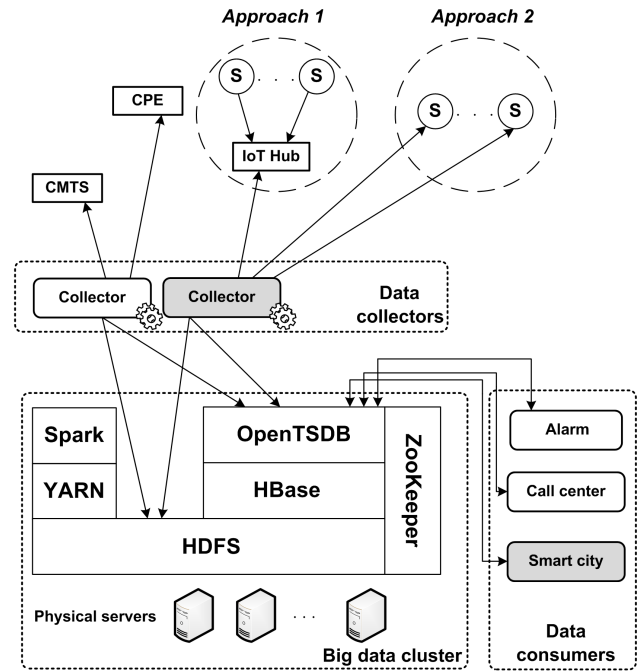 Approach 1
Approach 2
S . . . S
S . . . S
CPE
IoT Hub
CMTS
Collector
Collector
Data
collectors
Spark
OpenTSDB
ZooKeeper
Alarm
YARN
HBase
Call center
HDFS
Smart city
Physical servers
. . .
Data
consumers
Big data cluster